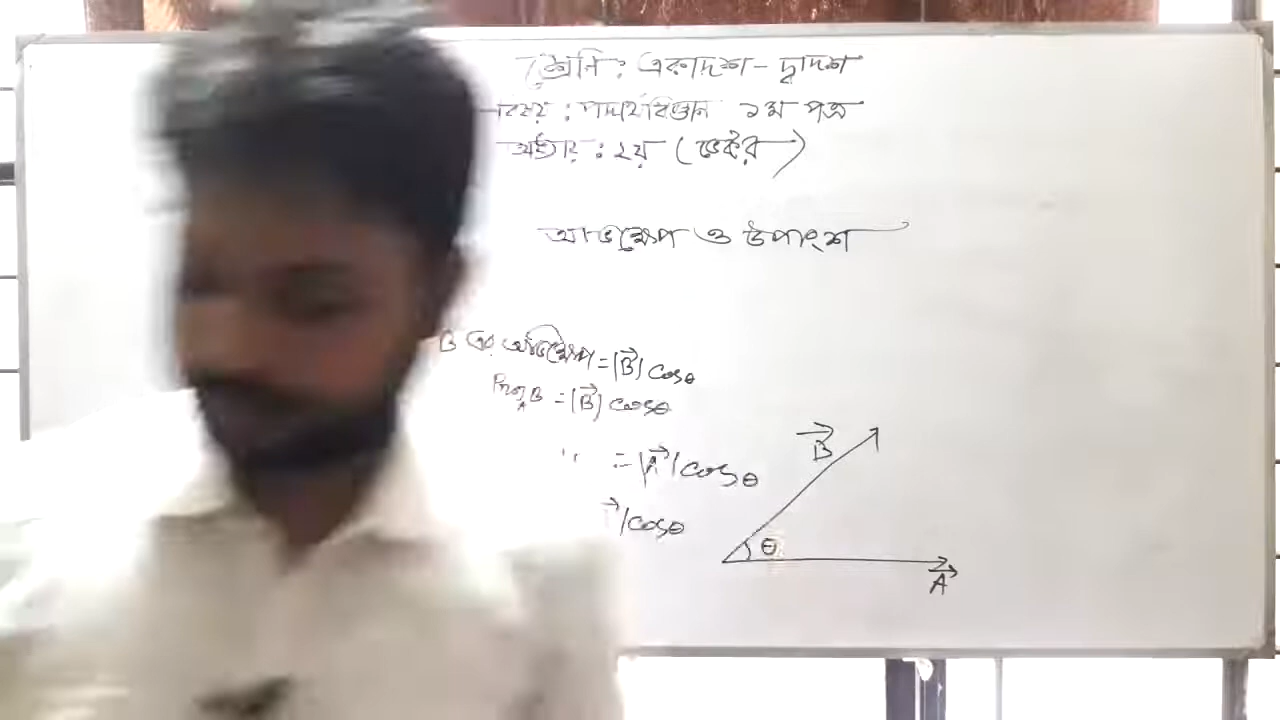 শ্রেণি : একাদশ - দ্বাদশ
বিষয় : পদার্থবিজ্ঞান ১ম পত্র
অধ্যায় : ২য় ( ভেক্টর )
অভিক্ষেপ ও উপাংশ
B এর অভিক্ষেপ = |B⃗| cosθ
= |B⃗| cosθ
" = |A⃗| cosθ
| cosθ
B⃗
θ
A⃗